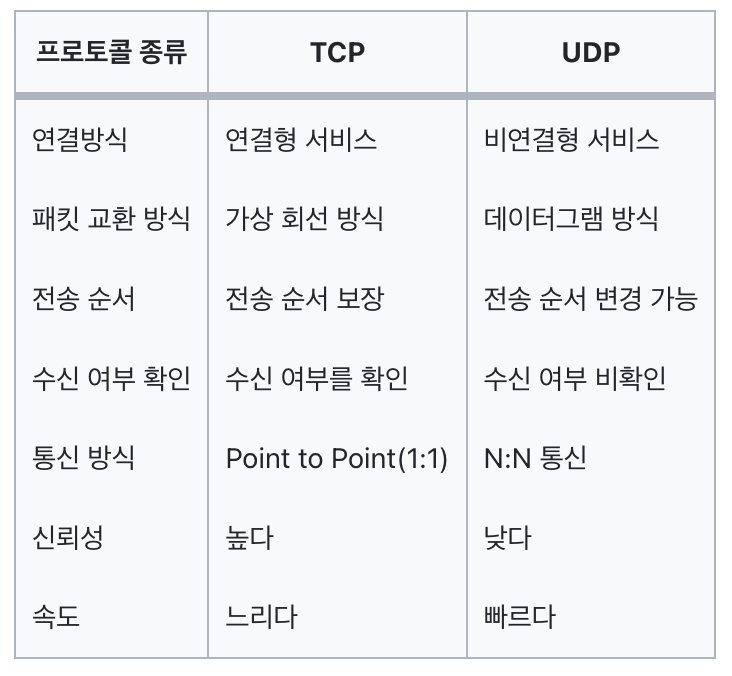 프로토콜 종류 TCP UDP
연결방식 연결형 서비스 비연결형 서비스
패킷 교환 방식 가상 회선 방식 데이터그램 방식
전송 순서 전송 순서 보장 전송 순서 변경 가능
수신 여부 확인 수신 여부를 확인 수신 여부 비확인
통신 방식 Point to Point(1:1) N:N 통신
신뢰성 높다 낮다
속도 느리다 빠르다